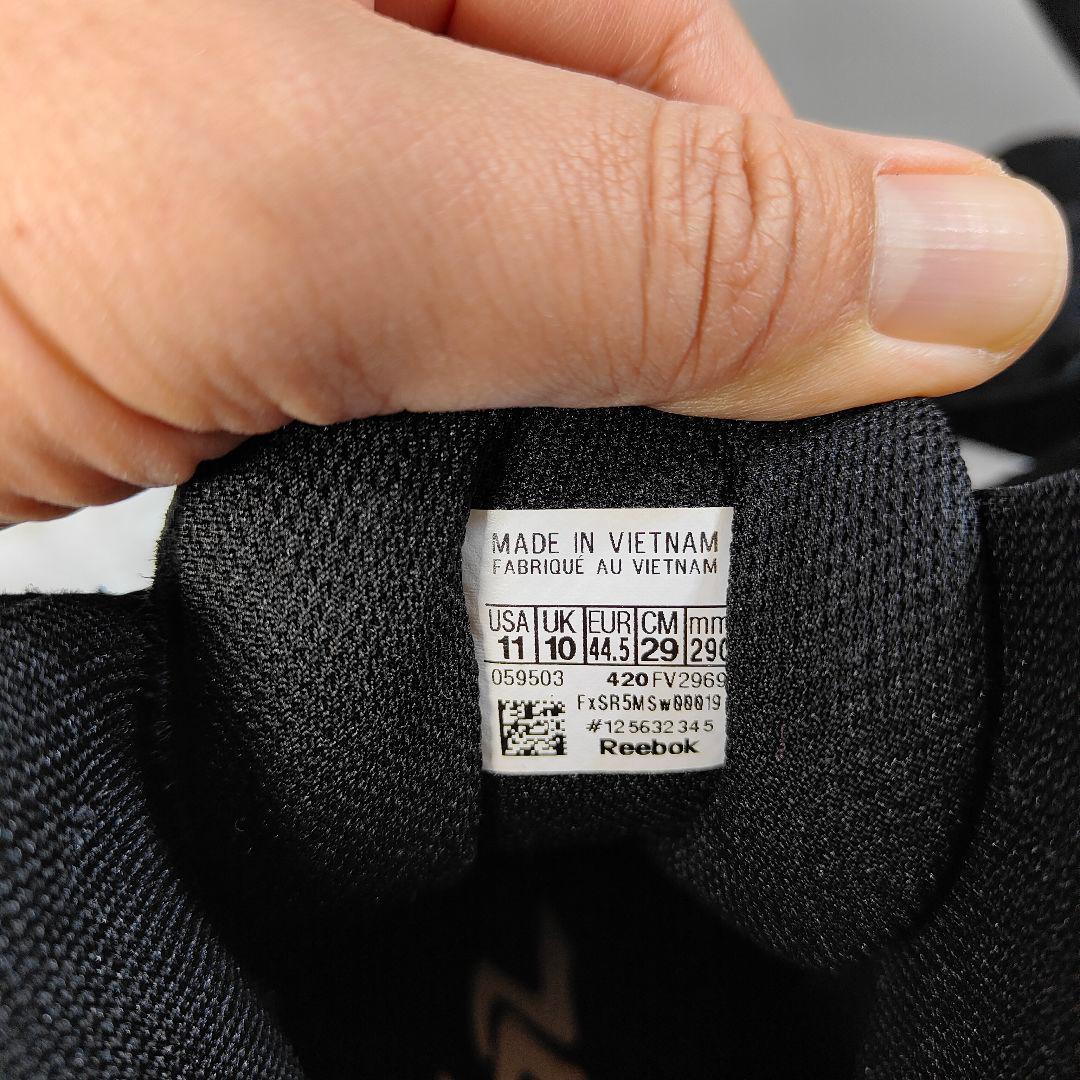 MADE IN VIETNAM
FABRIQUÉ AU VIETNAM
USA UK EUR CM mm
11 10 44.5 29 290
059503 420 FV2969
FxSR5MSw00019
#125632345
Reebok